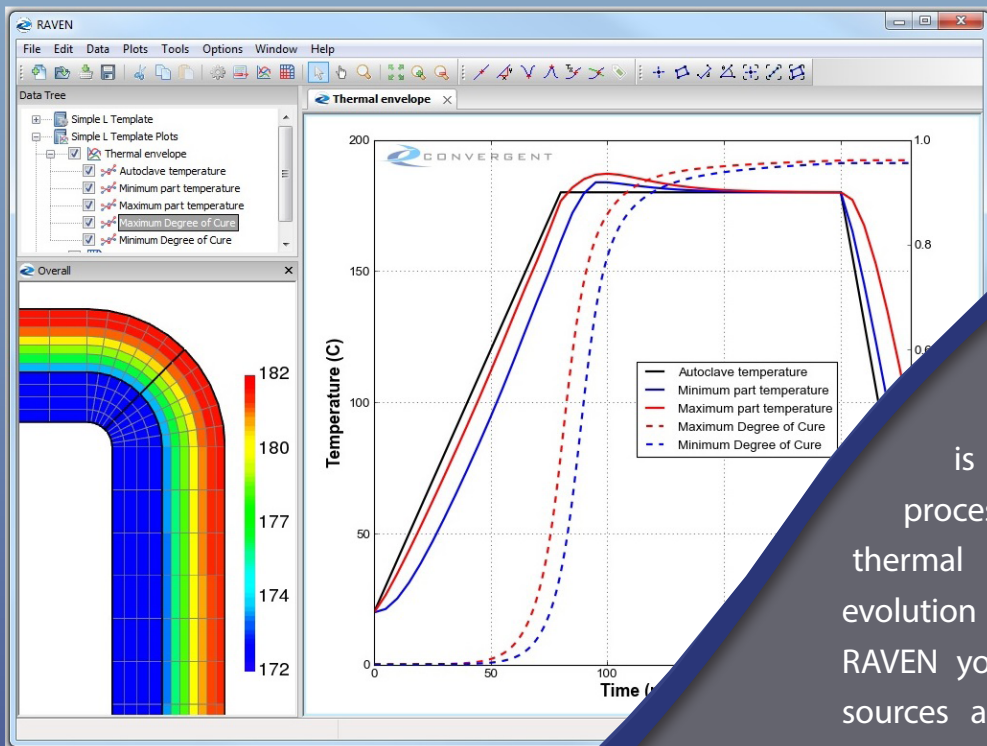 RAVEN
File Edit Data Plots Tools Options Window Help
Data Tree
Simple L Template
Simple L Template Plots
Thermal envelope
Autoclave temperature
Minimum part temperature
Maximum part temperature
Maximum Degree of Cure
Minimum Degree of Cure
Overall
182
180
177
174
172
Thermal envelope
CONVERGENT
200
150
100
50
0
Temperature (C)
0 50 100
Time
1.0
0.8
Autoclave temperature
Minimum part temperature
Maximum part temperature
Maximum Degree of Cure
Minimum Degree of Cure
is
thermal
evolution
RAVEN
sources